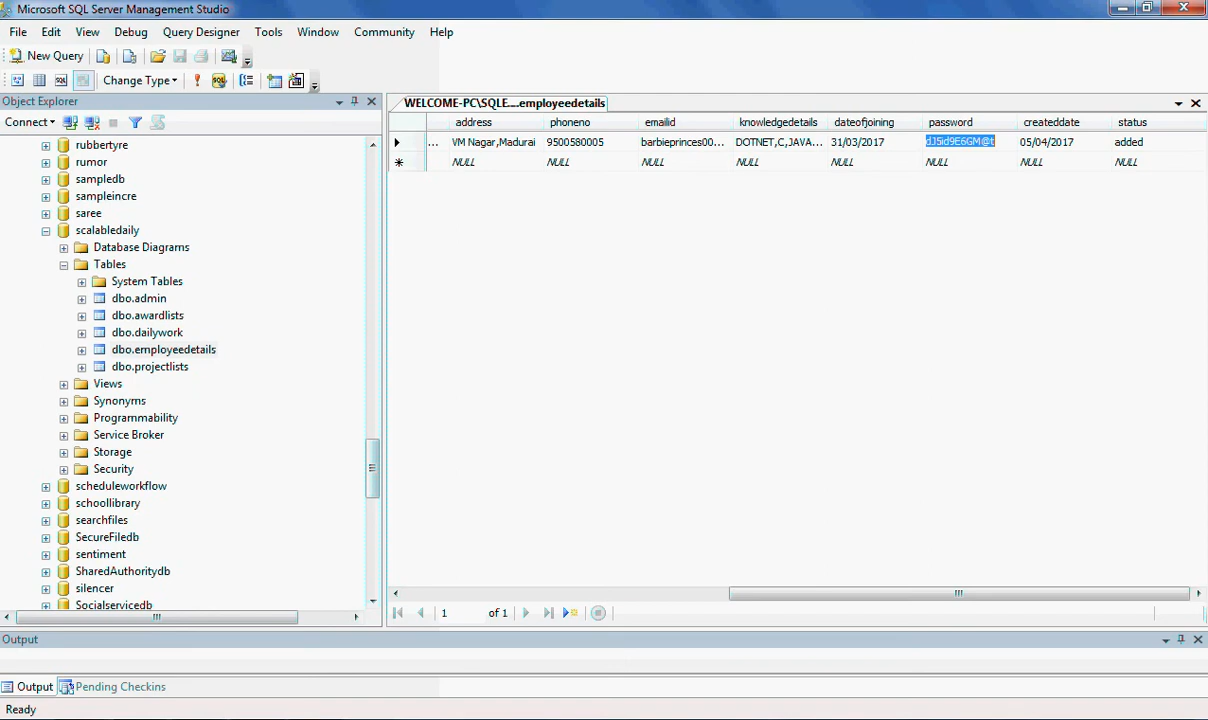 Microsoft SQL Server Management Studio
File Edit View Debug Query Designer Tools Window Community Help
New Query
Change Type
Object Explorer
WELCOME-PC\SQLE....employeedetails
Connect
address phoneno emailid knowledgedetails dateofjoining password createddate status
... VM Nagar,Madurai 9500580005 barbieprinces00... DOTNET,C,JAVA... 31/03/2017 dJ5id9E6GM@t 05/04/2017 added
NULL NULL NULL NULL NULL NULL NULL NULL
rubbertyre
rumor
sampledb
sampleincre
saree
scalabledaily
Database Diagrams
Tables
System Tables
dbo.admin
dbo.awardlists
dbo.dailywork
dbo.employeedetails
dbo.projectlists
Views
Synonyms
Programmability
Service Broker
Storage
Security
scheduleworkflow
schoollibrary
searchfiles
SecureFiledb
sentiment
SharedAuthoritydb
silencer
Socialservicedb
1 of 1
Output
Output Pending Checkins
Ready